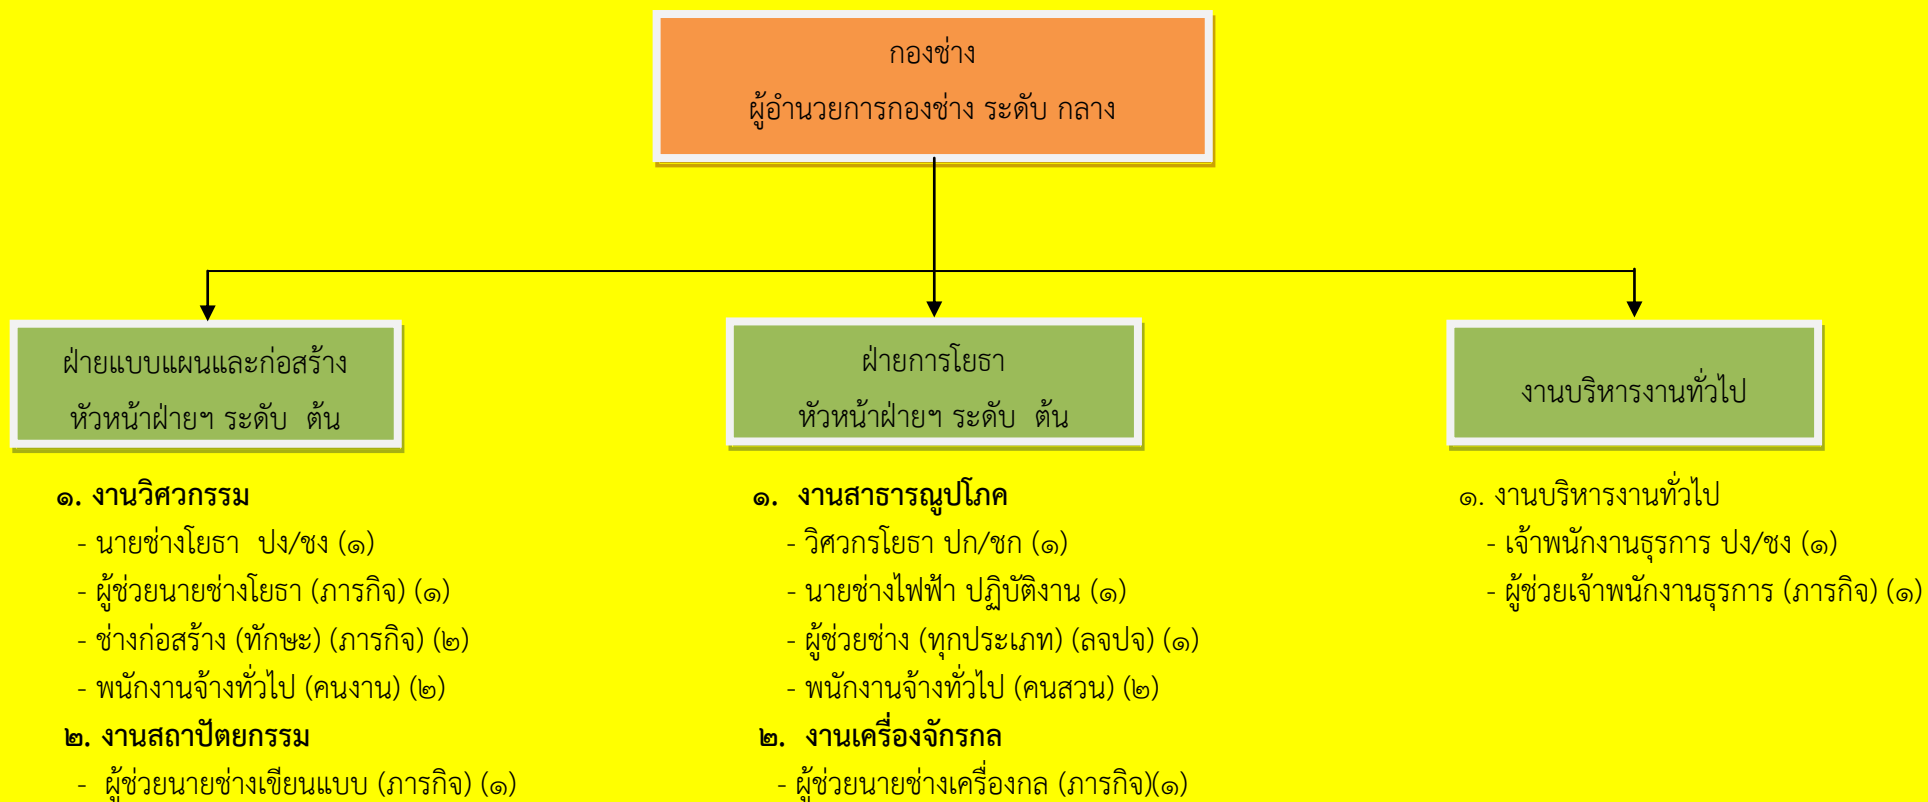 กองช่าง
ผู้อำนวยการกองช่าง ระดับ กลาง
ฝ่ายแบบแผนและก่อสร้าง
หัวหน้าฝ่ายฯ ระดับ ต้น
๑. งานวิศวกรรม
- นายช่างโยธา ปง/ชง (๑)
- ผู้ช่วยนายช่างโยธา (ภารกิจ) (๑)
- ช่างก่อสร้าง (ทักษะ) (ภารกิจ) (๒)
- พนักงานจ้างทั่วไป (คนงาน) (๒)
๒. งานสถาปัตยกรรม
- ผู้ช่วยนายช่างเขียนแบบ (ภารกิจ) (๑)
ฝ่ายการโยธา
หัวหน้าฝ่ายฯ ระดับ ต้น
๑. งานสาธารณูปโภค
- วิศวกรโยธา ปก/ชก (๑)
- นายช่างไฟฟ้า ปฏิบัติงาน (๑)
- ผู้ช่วยช่าง (ทุกประเภท) (ลจปจ) (๑)
- พนักงานจ้างทั่วไป (คนสวน) (๒)
๒. งานเครื่องจักรกล
- ผู้ช่วยนายช่างเครื่องกล (ภารกิจ)(๑)
งานบริหารงานทั่วไป
๑. งานบริหารงานทั่วไป
- เจ้าพนักงานธุรการ ปง/ชง (๑)
- ผู้ช่วยเจ้าพนักงานธุรการ (ภารกิจ) (๑)